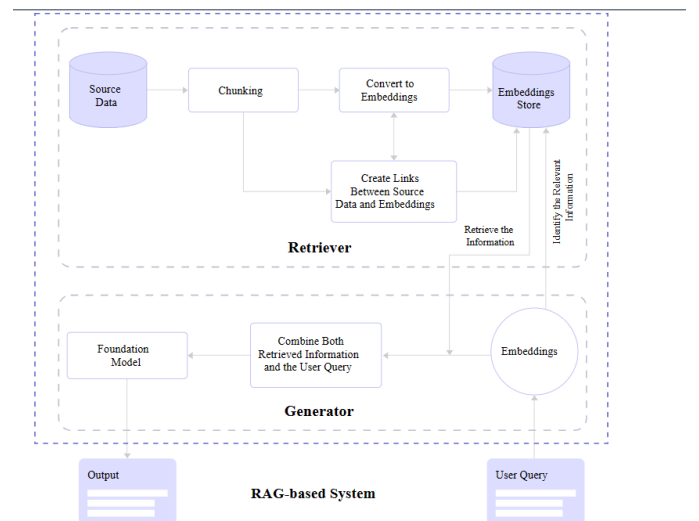 Source
Data
Chunking
Convert to
Embeddings
Embeddings
Store
Create Links
Between Source
Data and Embeddings
Retrieve the
Information
Identify the Relevant
Information
Retriever
Foundation
Model
Combine Both
Retrieved Information
and the User Query
Embeddings
Generator
Output
RAG-based System
User Query